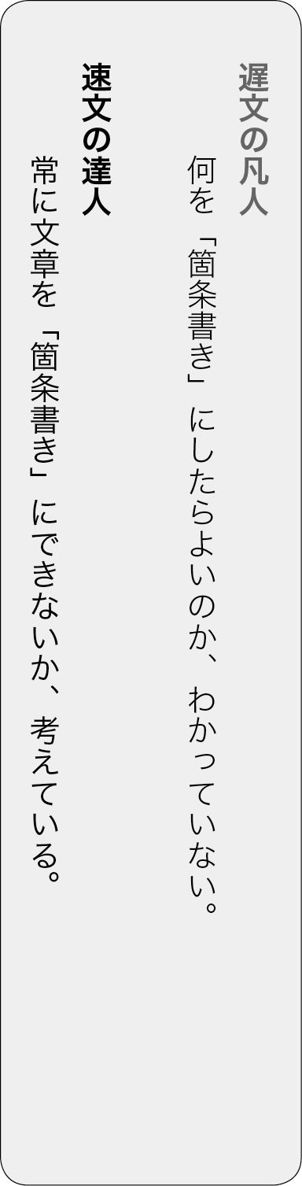 遅文の凡人
何を「箇条書き」にしたらよいのか、わかっていない。
速文の達人
常に文章を「箇条書き」にできないか、考えている。